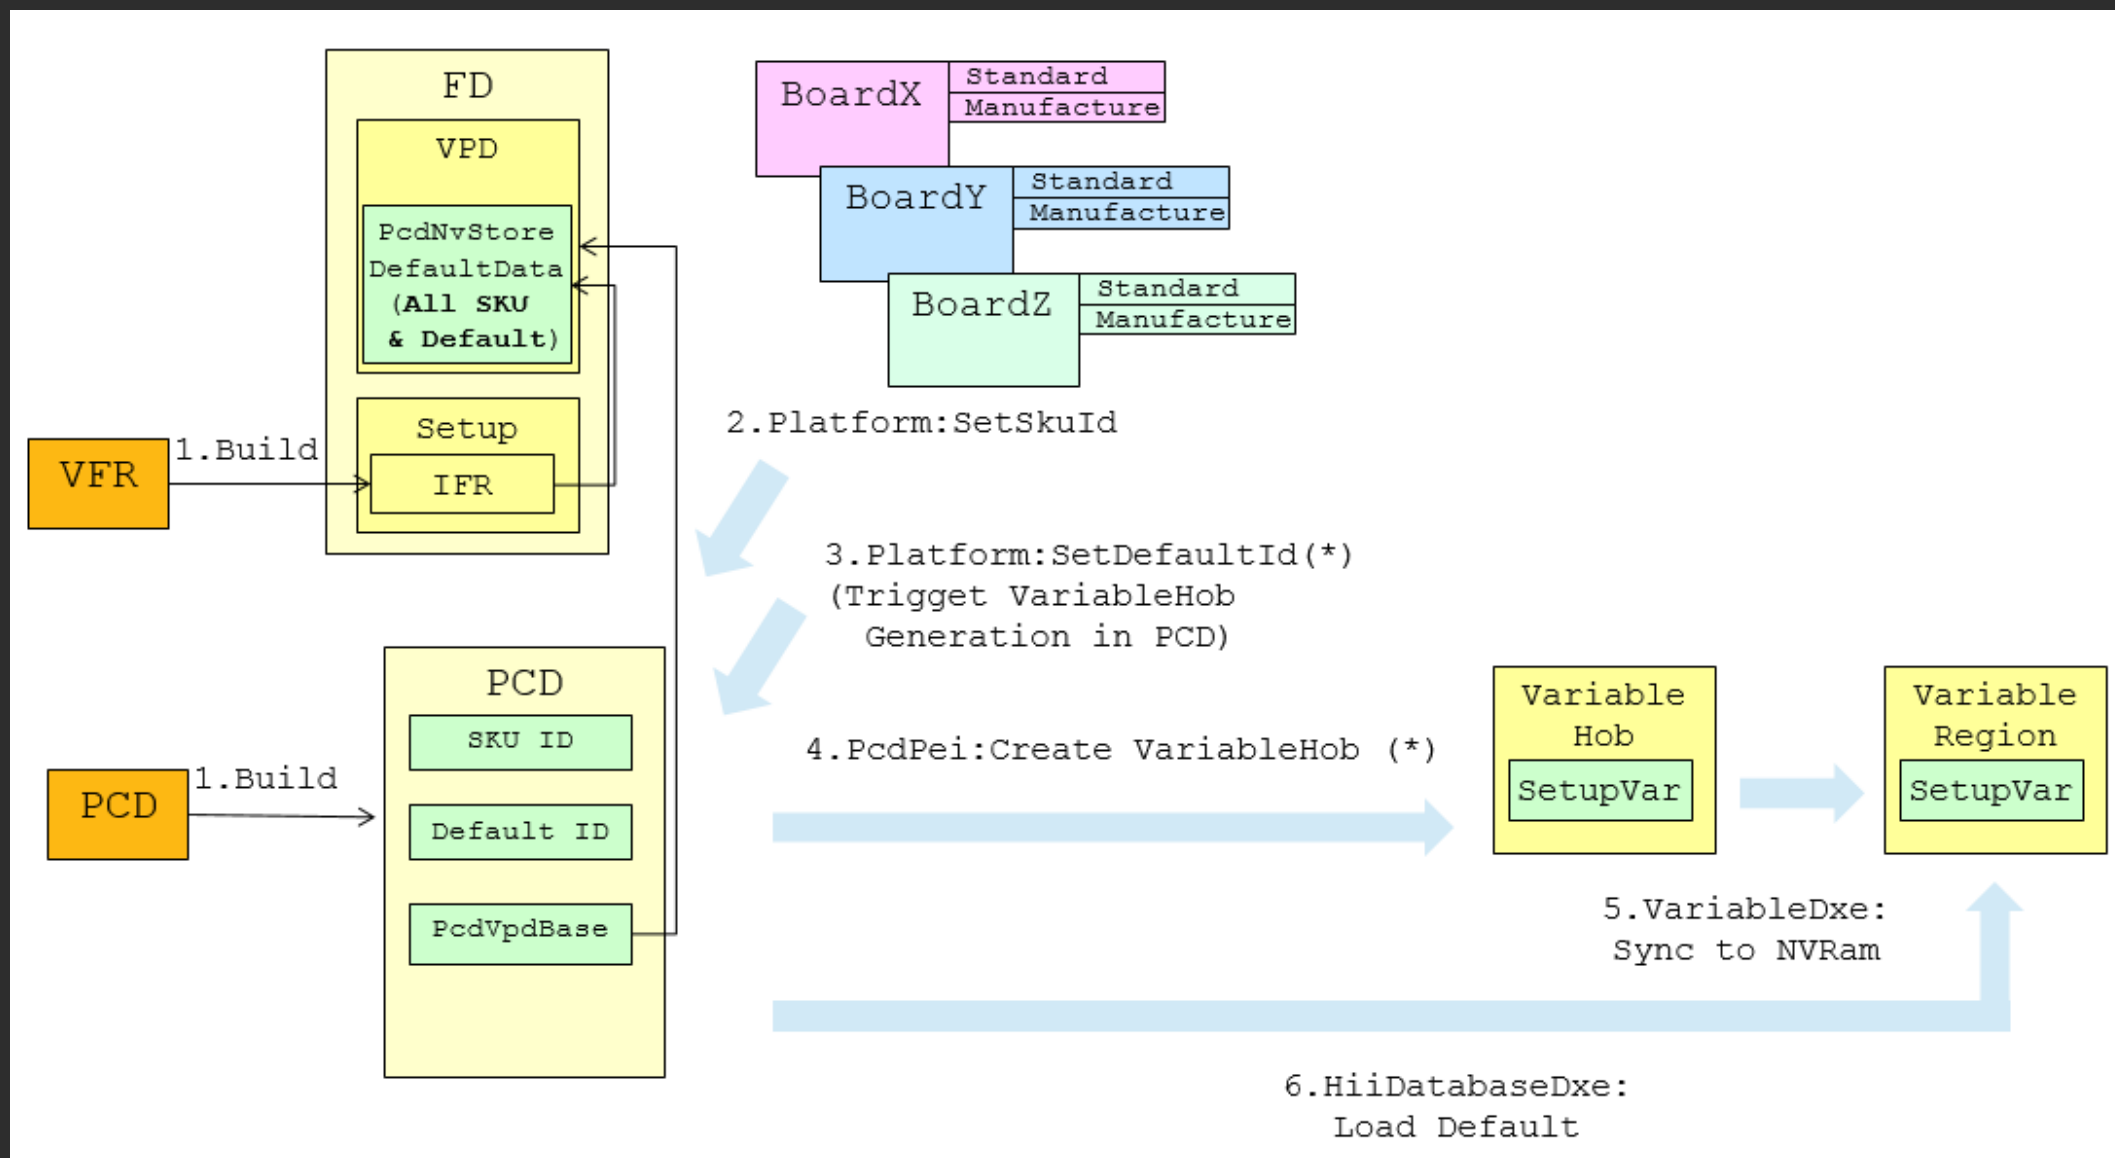 FD
VPD
PcdNvStore
DefaultData
(All SKU
& Default)
Setup
IFR
VFR
1.Build
BoardX
Standard
Manufacture
BoardY
Standard
Manufacture
BoardZ
Standard
Manufacture
2.Platform:SetSkuId
3.Platform:SetDefaultId(*)
(Trigget VariableHob
Generation in PCD)
PCD
1.Build
PCD
SKU ID
Default ID
PcdVpdBase
4.PcdPei:Create VariableHob (*)
Variable
Hob
SetupVar
Variable
Region
SetupVar
5.VariableDxe:
Sync to NVRam
6.HiiDatabaseDxe:
Load Default